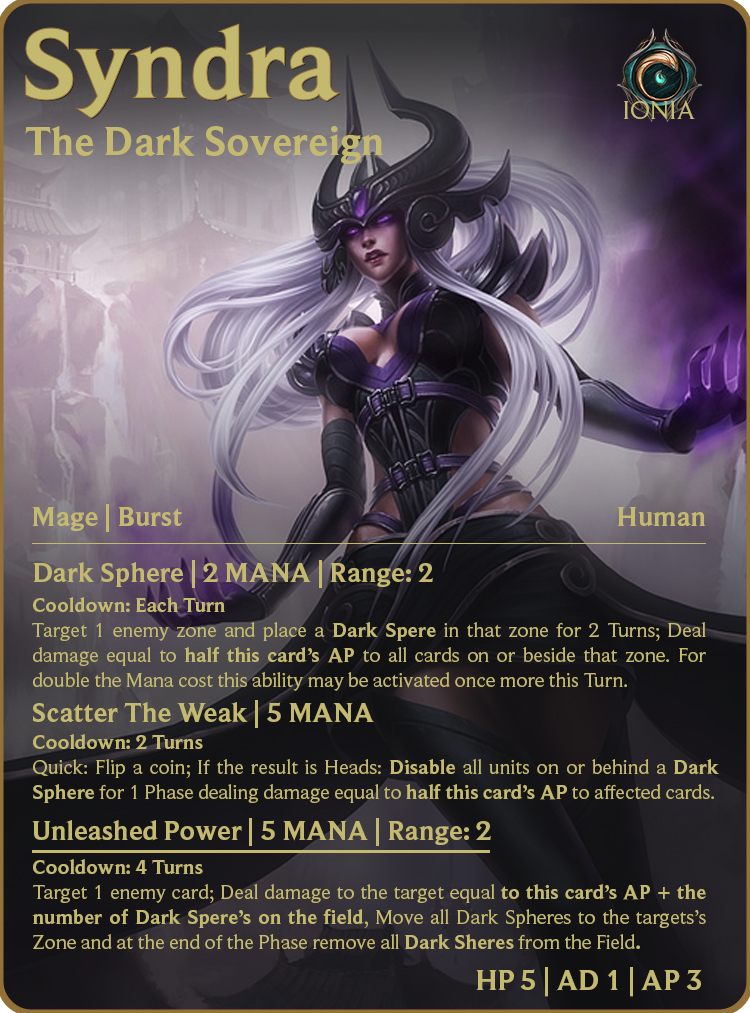 Syndra
IONIA
The Dark Sovereign
Mage | Burst
Human
Dark Sphere | 2 MANA | Range: 2
Cooldown: Each Turn
Target 1 enemy zone and place a Dark Spere in that zone for 2 Turns; Deal
damage equal to half this card's AP to all cards on or beside that zone. For
double the Mana cost this ability may be activated once more this Turn.
Scatter The Weak | 5 MANA
Cooldown: 2 Turns
Quick: Flip a coin; If the result is Heads: Disable all units on or behind a Dark
Sphere for 1 Phase dealing damage equal to half this card's AP to affected cards.
Unleashed Power | 5 MANA | Range: 2
Cooldown: 4 Turns
Target 1 enemy card; Deal damage to the target equal to this card's AP + the
number of Dark Spere's on the field, Move all Dark Spheres to the targets's
Zone and at the end of the Phase remove all Dark Sheres from the Field.
HP 5 | AD 1 | AP 3